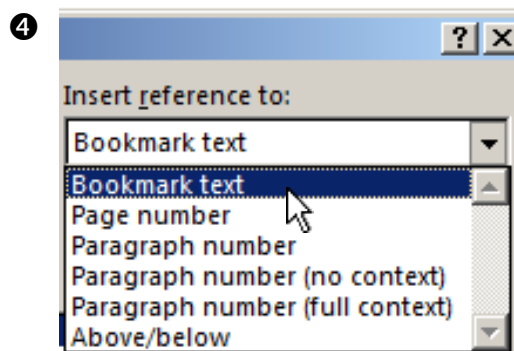 ❹
? X
Insert reference to:
Bookmark text
Bookmark text
Page number
Paragraph number
Paragraph number (no context)
Paragraph number (full context)
Above/below